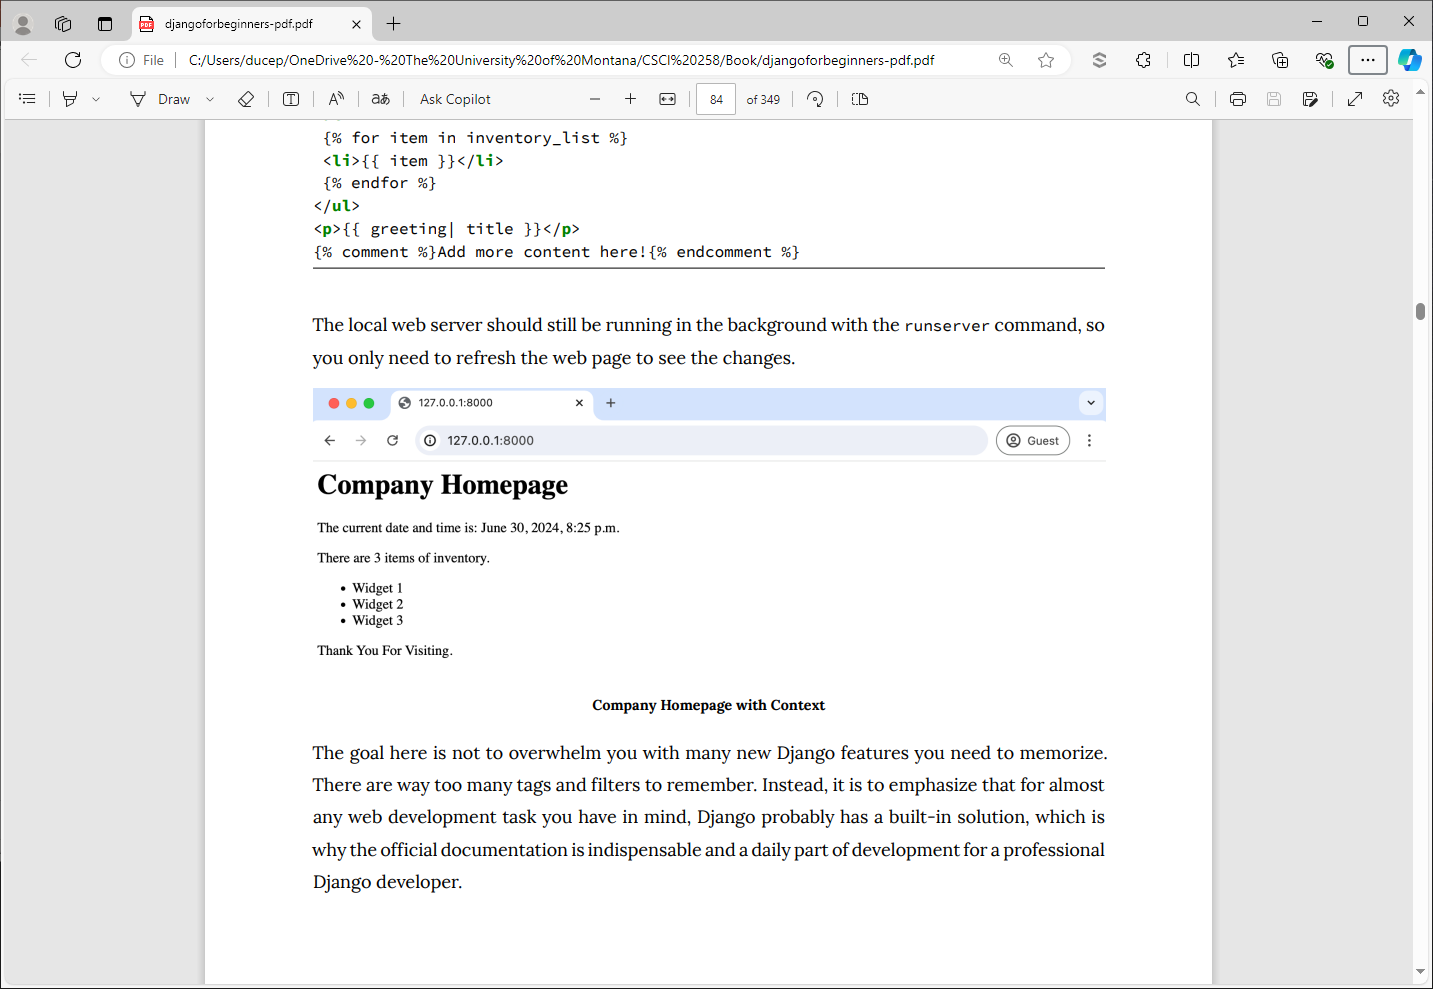 djangoforbeginners-pdf.pdf
File
C:/Users/ducep/OneDrive%20-%20The%20University%20of%20Montana/CSCI%20258/Book/djangoforbeginners-pdf.pdf
Draw
Ask Copilot
84 of 349
{% for item in inventory_list %}
<li>{{ item }}</li>
{% endfor %}
</ul>
<p>{{ greeting| title }}</p>
{% comment %}Add more content here!{% endcomment %}
The local web server should still be running in the background with the runserver command, so
you only need to refresh the web page to see the changes.
127.0.0.1:8000
127.0.0.1:8000
Guest
Company Homepage
The current date and time is: June 30, 2024, 8:25 p.m.
There are 3 items of inventory.
• Widget 1
• Widget 2
• Widget 3
Thank You For Visiting.
Company Homepage with Context
The goal here is not to overwhelm you with many new Django features you need to memorize.
There are way too many tags and filters to remember. Instead, it is to emphasize that for almost
any web development task you have in mind, Django probably has a built-in solution, which is
why the official documentation is indispensable and a daily part of development for a professional
Django developer.